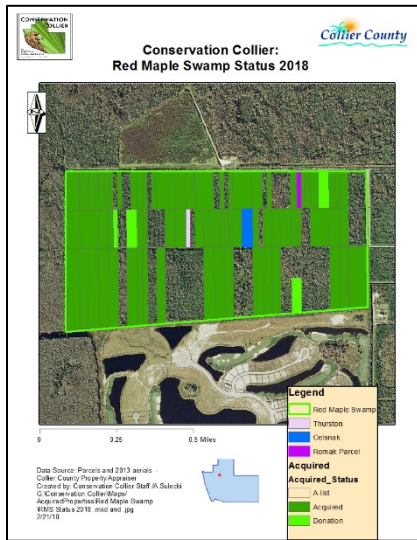 CONSERVATION
COLLIER
Collier County
Conservation Collier:
Red Maple Swamp Status 2018
Legend
Red Maple Swamp
Thurston
Celsnak
Romak Parcel
Acquired
Acquired_Status
A-list
Acquired
Donation
0 0.25 0.5 Miles
Data Source: Parcels and 2013 aerials -
Collier County Property Appraiser
Created by: Conservation Collier Staff /A.Sulecki
G:\Conservation Collier/Maps/
AcquiredProperties\Red Maple Swamp
\RMS Status 2018 .mxd and .jpg
2/21/18